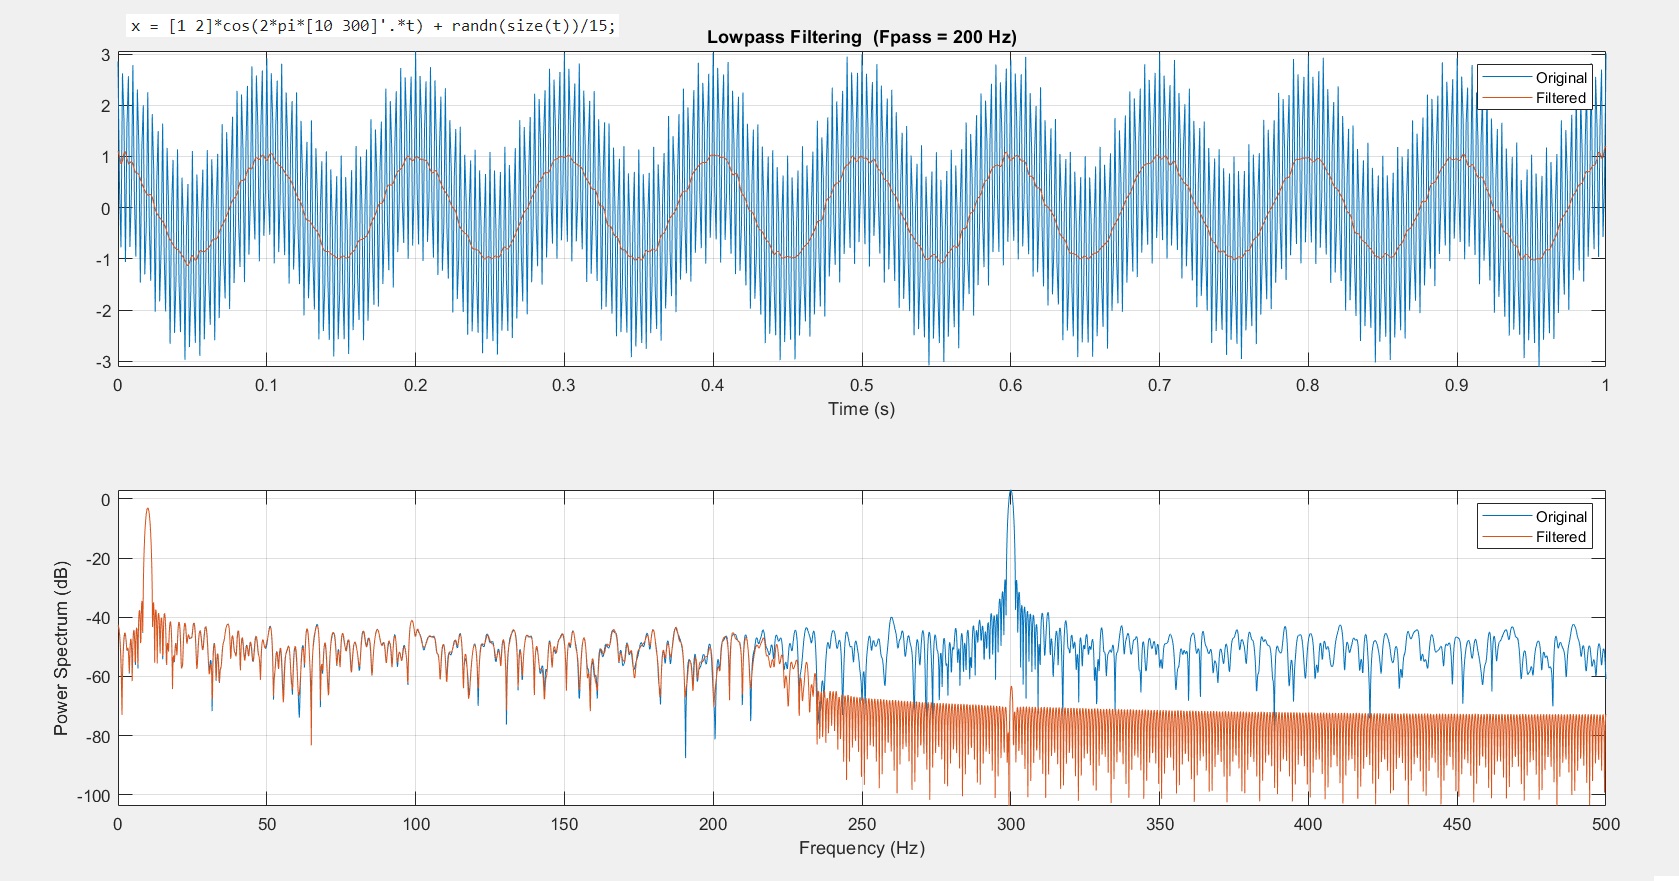 x = [1 2]*cos(2*pi*[10 300]'.*t) + randn(size(t))/15;
Lowpass Filtering (Fpass = 200 Hz)
3
2
1
0
-1
-2
-3
Original
Filtered
0 0.1 0.2 0.3 0.4 0.5 0.6 0.7 0.8 0.9 1
Time (s)
Power Spectrum (dB)
0
-20
-40
-60
-80
-100
Original
Filtered
0 50 100 150 200 250 300 350 400 450 500
Frequency (Hz)